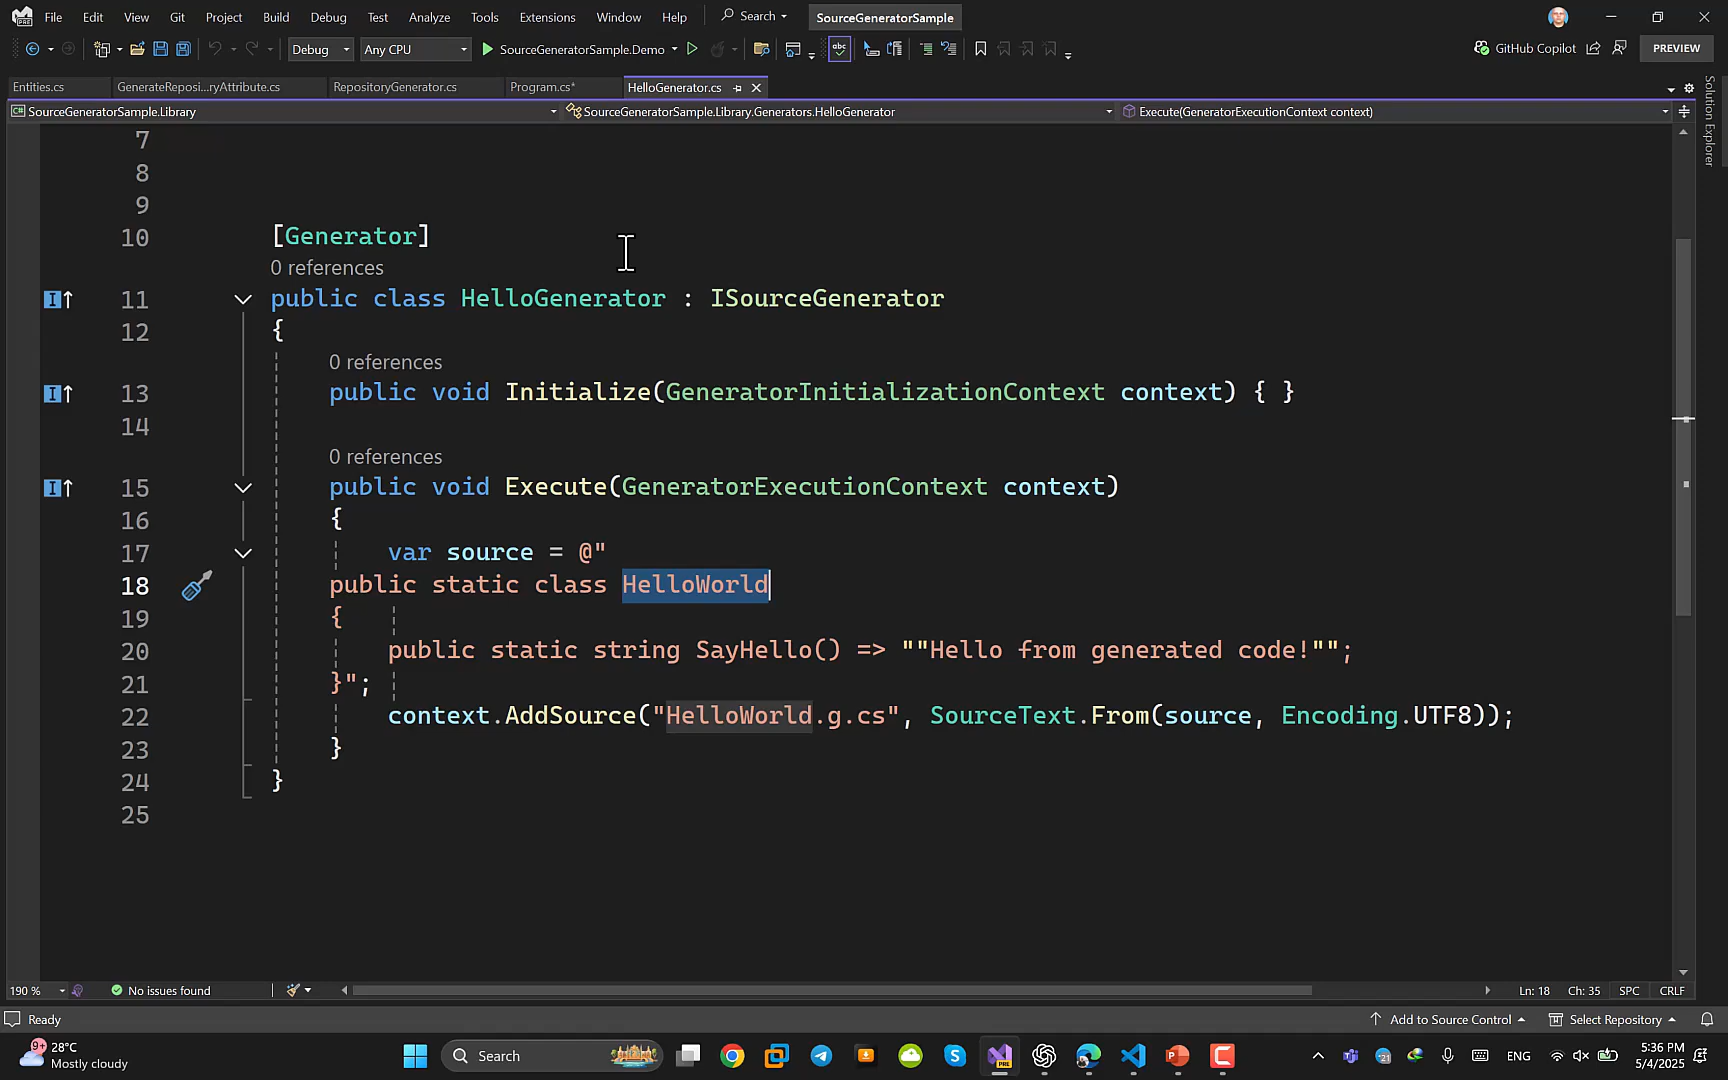 File Edit View Git Project Build Debug Test Analyze Tools Extensions Window Help Search SourceGeneratorSample
Debug Any CPU SourceGeneratorSample.Demo abc GitHub Copilot PREVIEW
Entities.cs GenerateReposi...ryAttribute.cs RepositoryGenerator.cs Program.cs* HelloGenerator.cs
SourceGeneratorSample.Library SourceGeneratorSample.Library.Generators.HelloGenerator Execute(GeneratorExecutionContext context)
Solution Explorer
7
8
9
10 [Generator]
0 references
11 public class HelloGenerator : ISourceGenerator
12 {
0 references
13 public void Initialize(GeneratorInitializationContext context) { }
14
0 references
15 public void Execute(GeneratorExecutionContext context)
16 {
17 var source = @"
18 public static class HelloWorld
19 {
20 public static string SayHello() => ""Hello from generated code!"";
21 }";
22 context.AddSource("HelloWorld.g.cs", SourceText.From(source, Encoding.UTF8));
23 }
24 }
25
190 % No issues found Ln: 18 Ch: 35 SPC CRLF
Ready Add to Source Control Select Repository
28°C
Mostly cloudy
Search
ENG
5:36 PM
5/4/2025